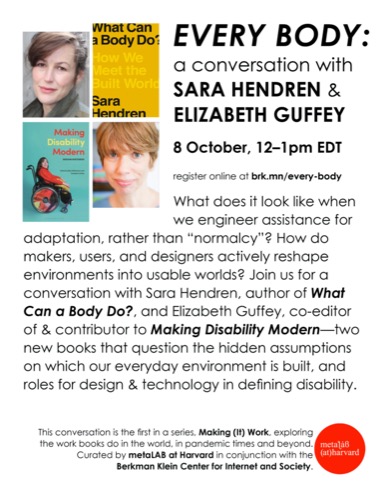 What Can
a Body Do?
How We
Meet the
Built World
Sara
Hendren
Making
Disability
Modern
EVERY BODY:
a conversation with
SARA HENDREN &
ELIZABETH GUFFEY
8 October, 12–1pm EDT
register online at brk.mn/every-body
What does it look like when
we engineer assistance for
adaptation, rather than “normalcy”? How do
makers, users, and designers actively reshape
environments into usable worlds? Join us for a
conversation with Sara Hendren, author of What
Can a Body Do?, and Elizabeth Guffey, co-editor
of & contributor to Making Disability Modern—two
new books that question the hidden assumptions
on which our everyday environment is built, and
roles for design & technology in defining disability.
This conversation is the first in a series, Making (It) Work, exploring
the work books do in the world, in pandemic times and beyond.
Curated by metaLAB at Harvard in conjunction with the
Berkman Klein Center for Internet and Society.
metaLAB
(at)harvard